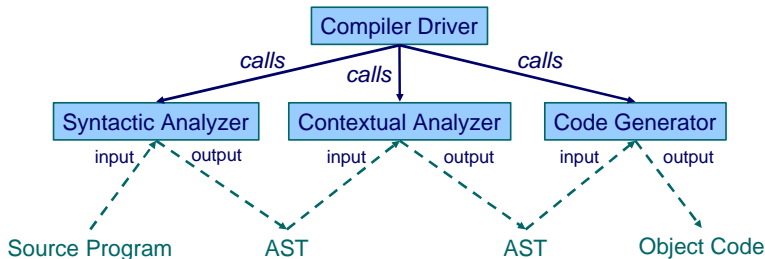 Compiler Driver
calls calls calls
Syntactic Analyzer Contextual Analyzer Code Generator
input output input output input output
Source Program AST AST Object Code